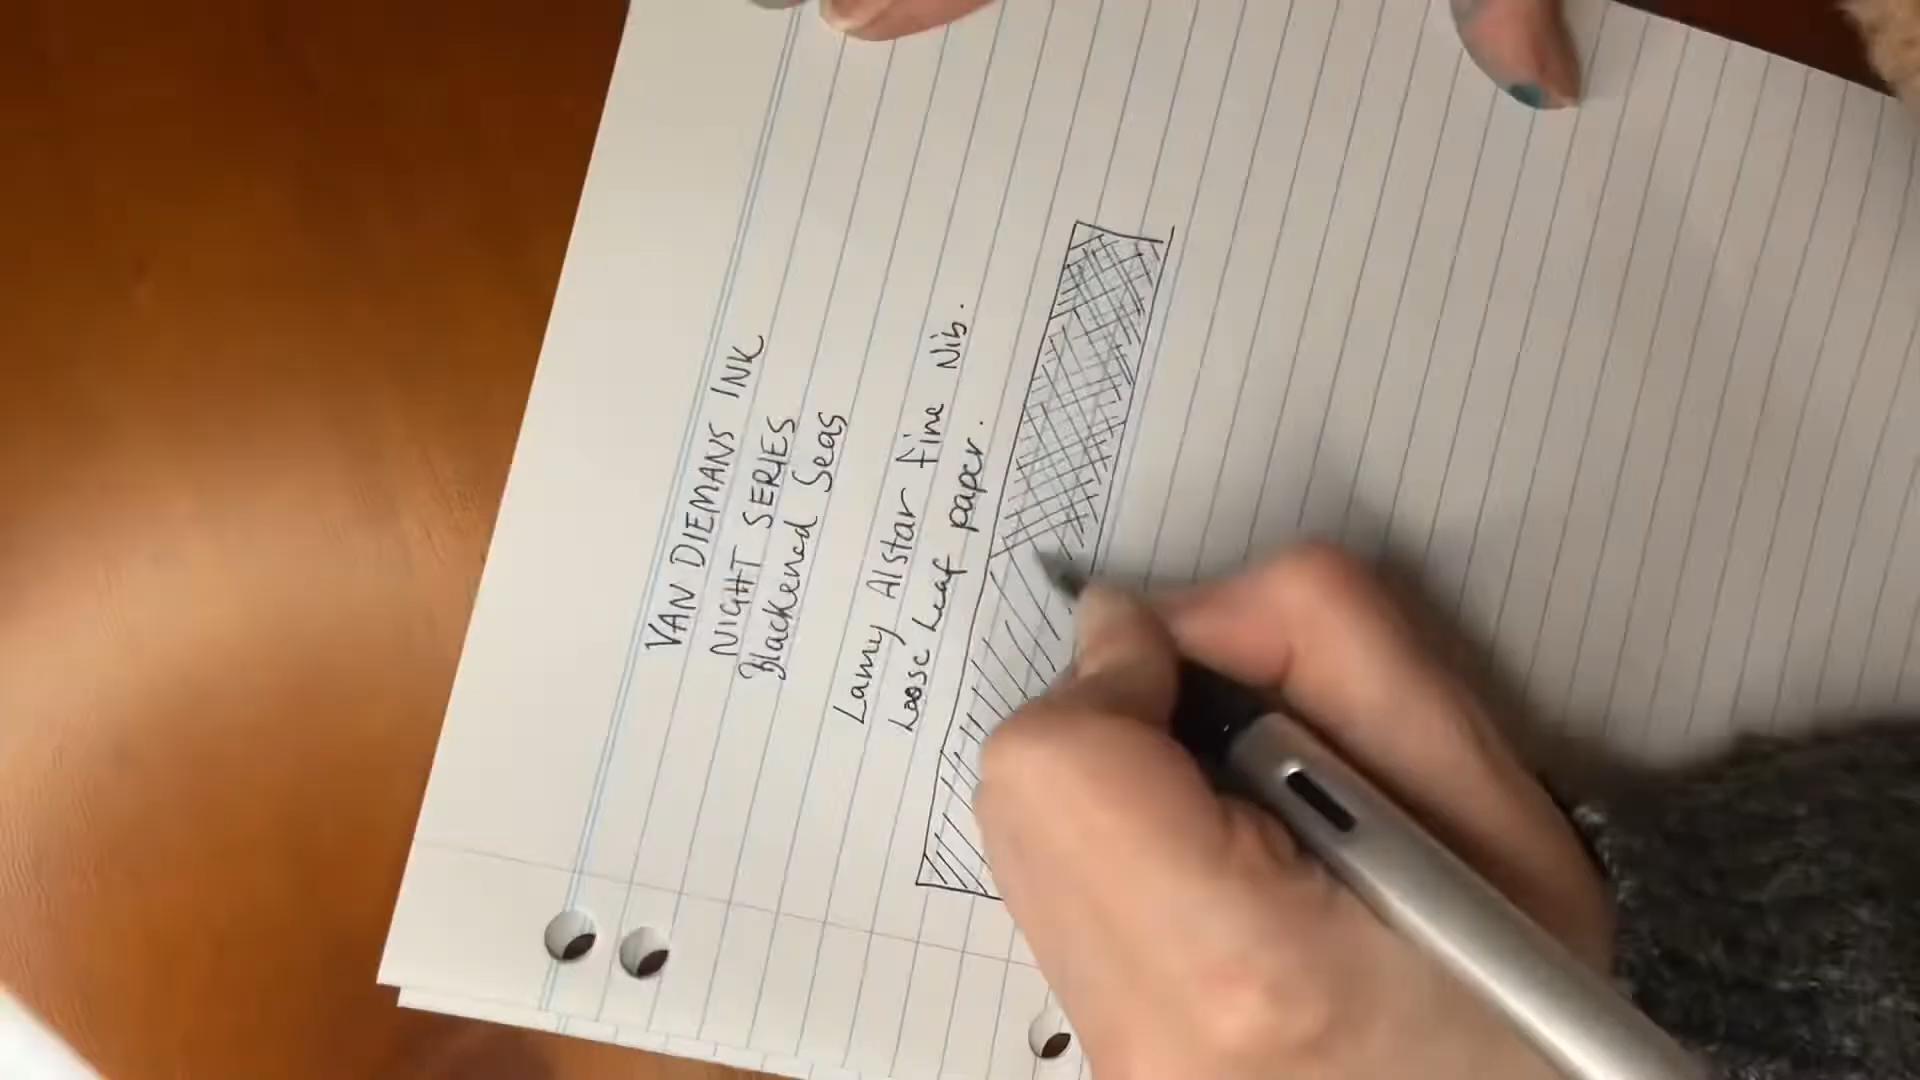 VAN DIEMANS INK
NIGHT SERIES
Blackened Seas
Lamy Alstar fine Nib.
Loose Leaf paper.